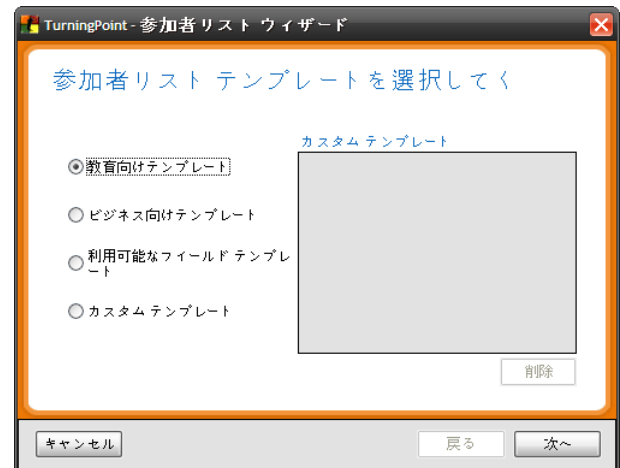 TurningPoint - 参加者リスト ウィザード
参加者リスト テンプレートを選択してく
カスタム テンプレート
教育向けテンプレート
ビジネス向けテンプレート
利用可能なフィールド テンプレ
ート
カスタム テンプレート
削除
キャンセル
戻る
次へ